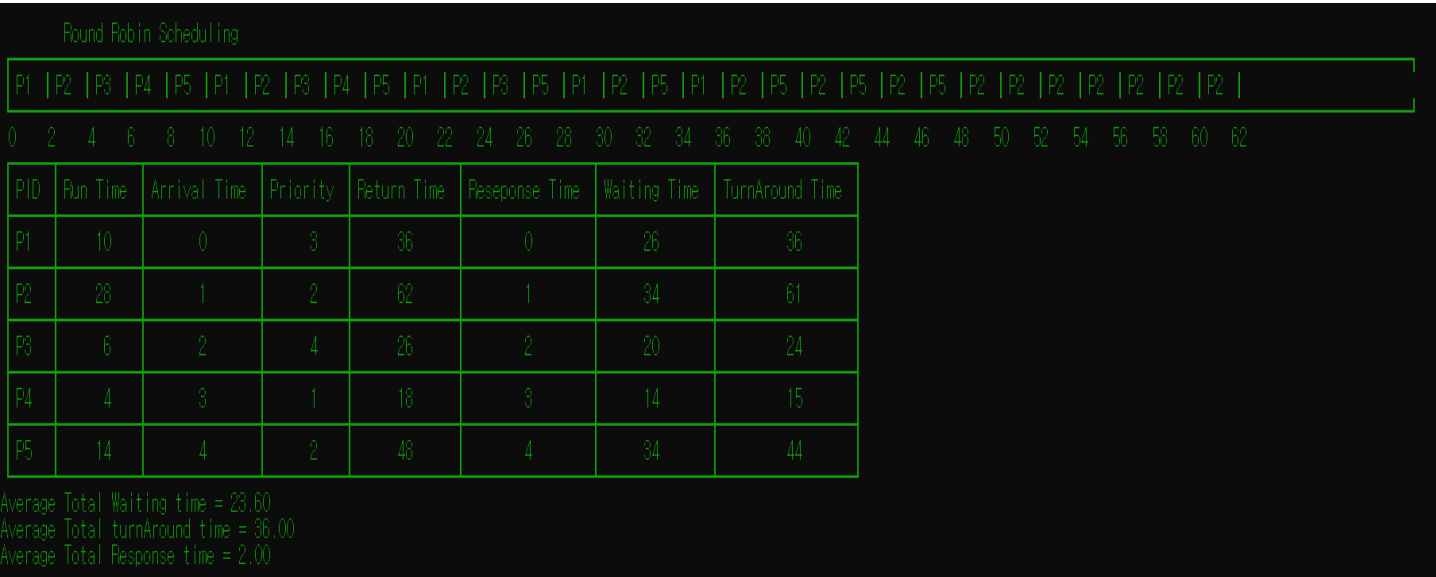 Round Robin Scheduling
P1 |P2 |P3 |P4 |P5 |P1 |P2 |P3 |P4 |P5 |P1 |P2 |P3 |P5 |P1 |P2 |P5 |P1 |P2 |P5 |P2 |P5 |P2 |P5 |P2 |P2 |P2 |P2 |P2 |P2 |P2 |
0 2 4 6 8 10 12 14 16 18 20 22 24 26 28 30 32 34 36 38 40 42 44 46 48 50 52 54 56 58 60 62
PID Run Time Arrival Time Priority Return Time Reseponse Time Waiting Time TurnAround Time
P1 10 0 3 36 0 26 36
P2 28 1 2 62 1 34 61
P3 6 2 4 26 2 20 24
P4 4 3 1 18 3 14 15
P5 14 4 2 48 4 34 44
Average Total Waiting time = 23.60
Average Total turnAround time = 36.00
Average Total Response time = 2.00